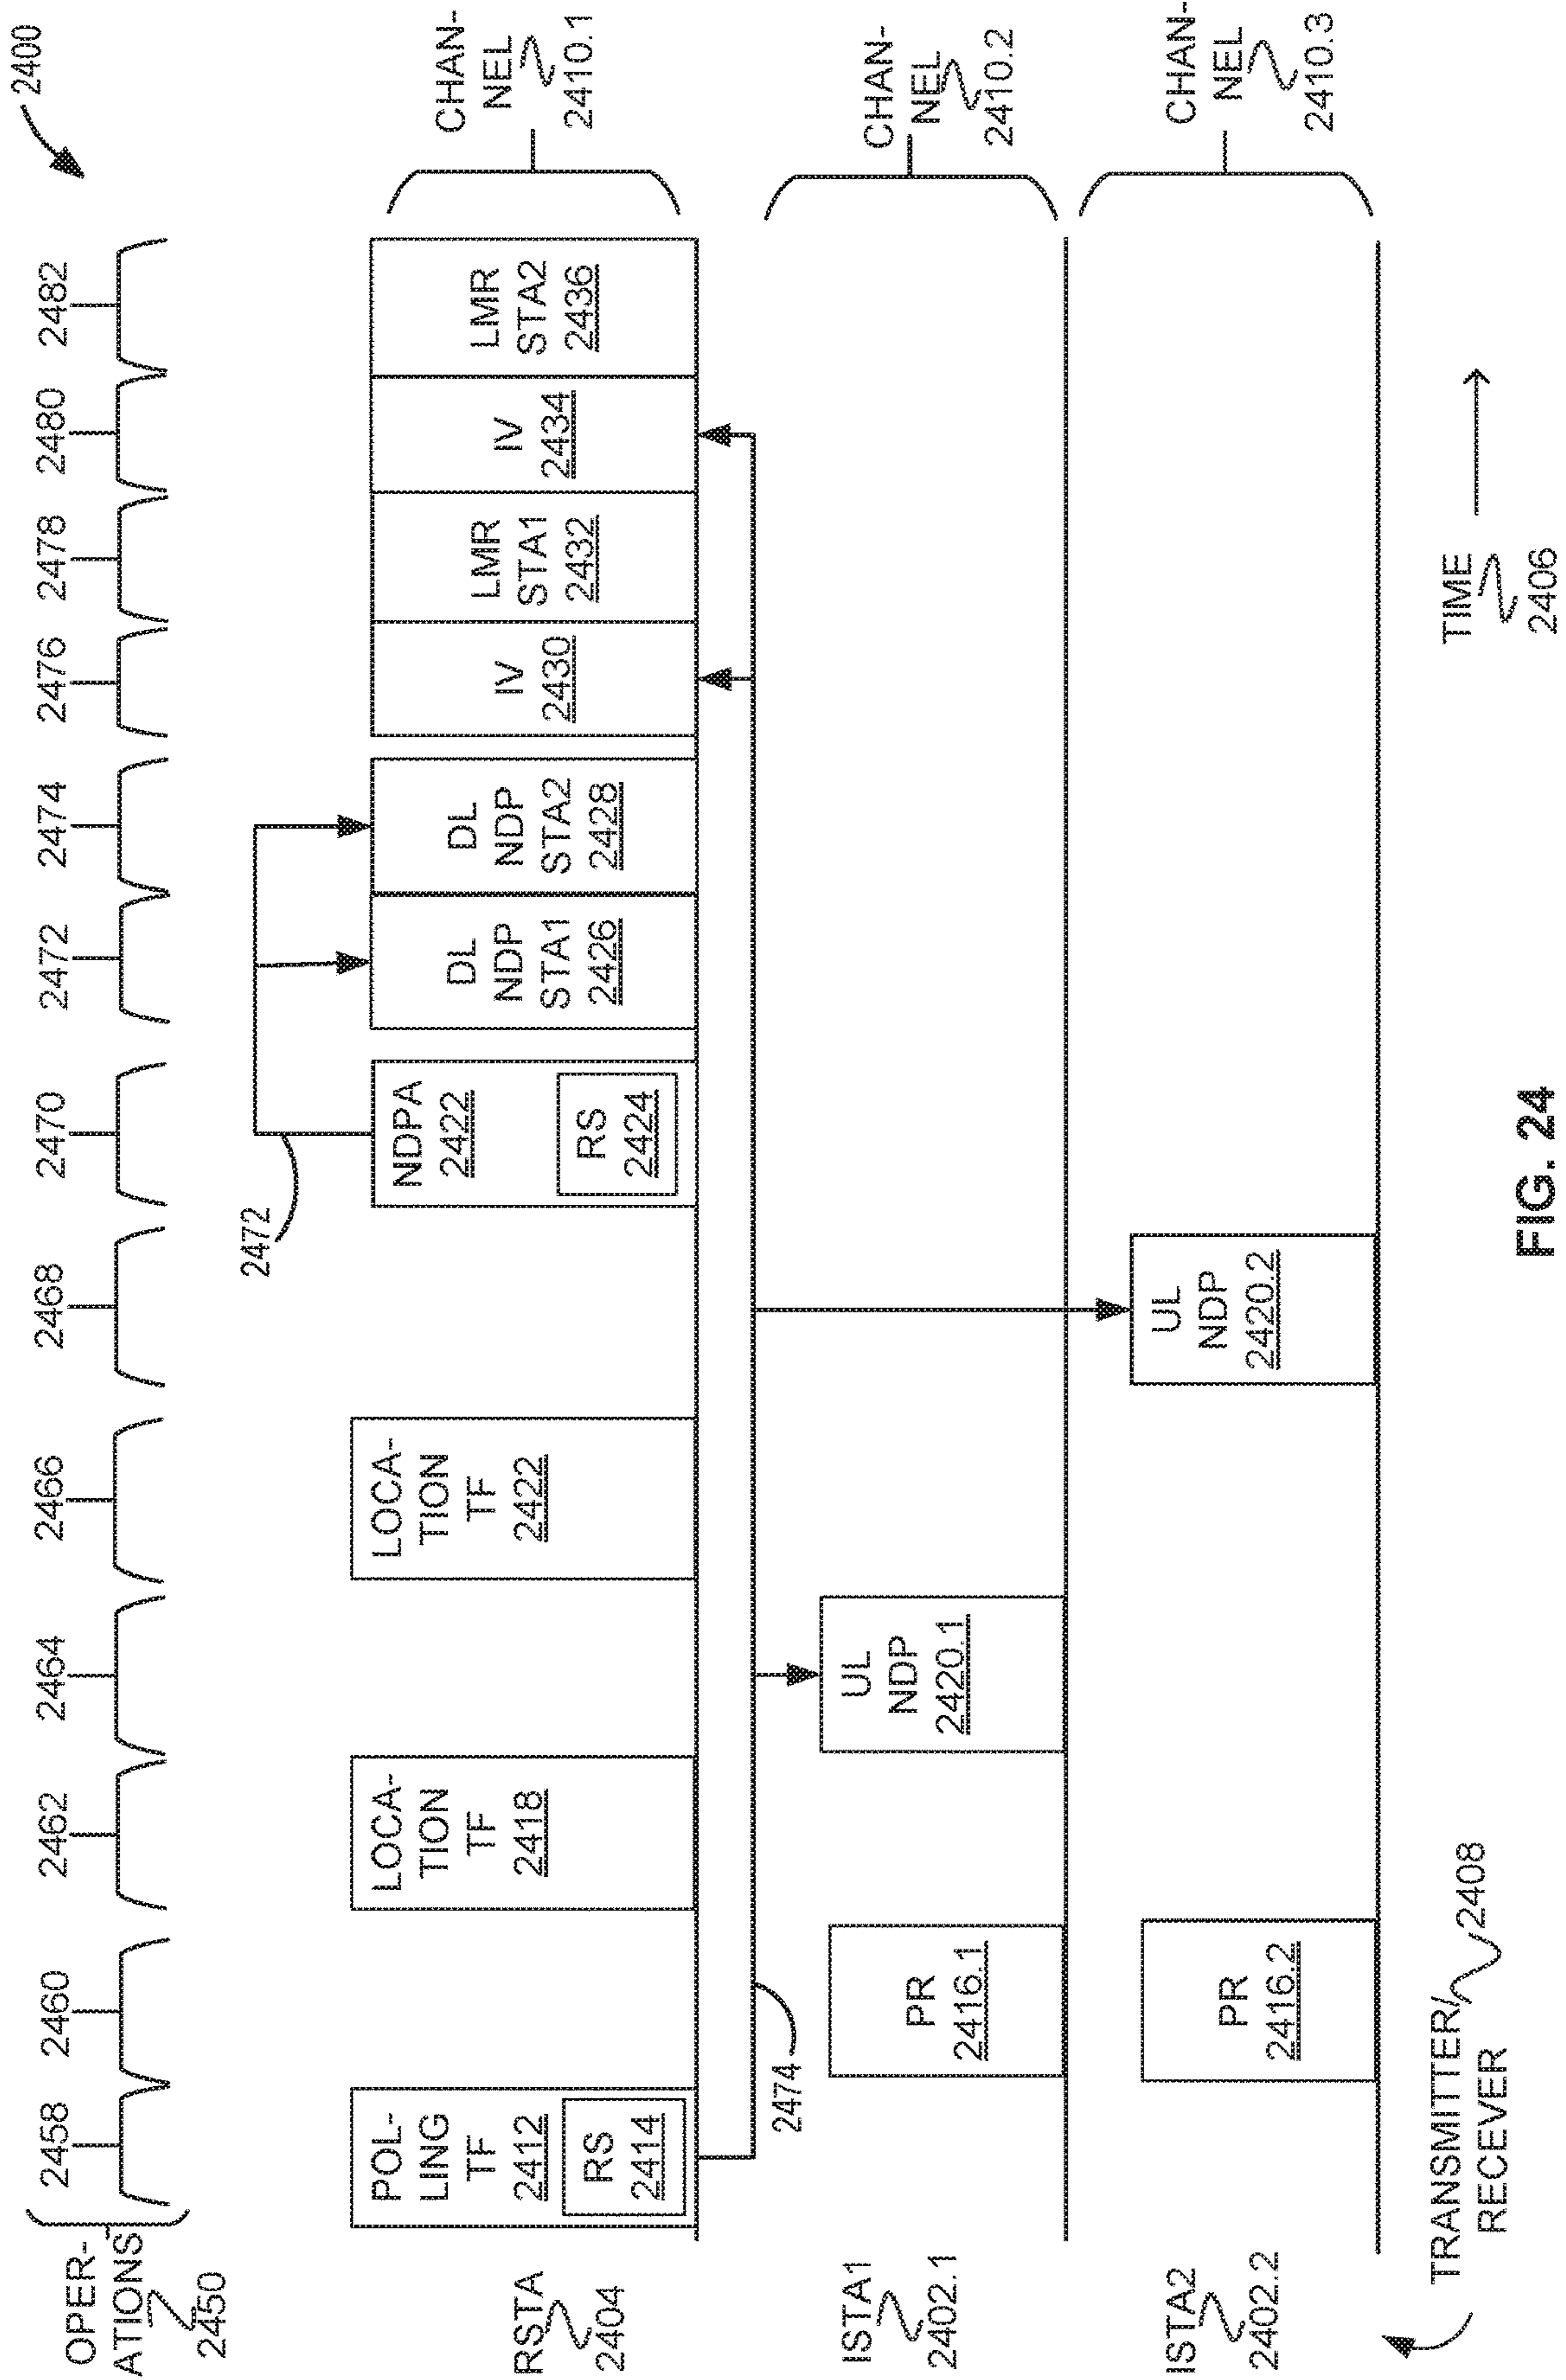 2400
OPER-
ATIONS
2450
2458
2460
2462
2464
2466
2468
2470
2472
2474
2476
2478
2480
2482
2472
RSTA
2404
POL-
LING
TF
2412
RS
2414
LOCA-
TION
TF
2418
LOCA-
TION
TF
2422
NDPA
2422
RS
2424
DL
NDP
STA1
2426
DL
NDP
STA2
2428
IV
2430
LMR
STA1
2432
IV
2434
LMR
STA2
2436
CHAN-
NEL
2410.1
2474
ISTA1
2402.1
PR
2416.1
UL
NDP
2420.1
CHAN-
NEL
2410.2
ISTA2
2402.2
PR
2416.2
UL
NDP
2420.2
CHAN-
NEL
2410.3
TRANSMITTER/
RECEVER
2408
TIME
2406
FIG. 24